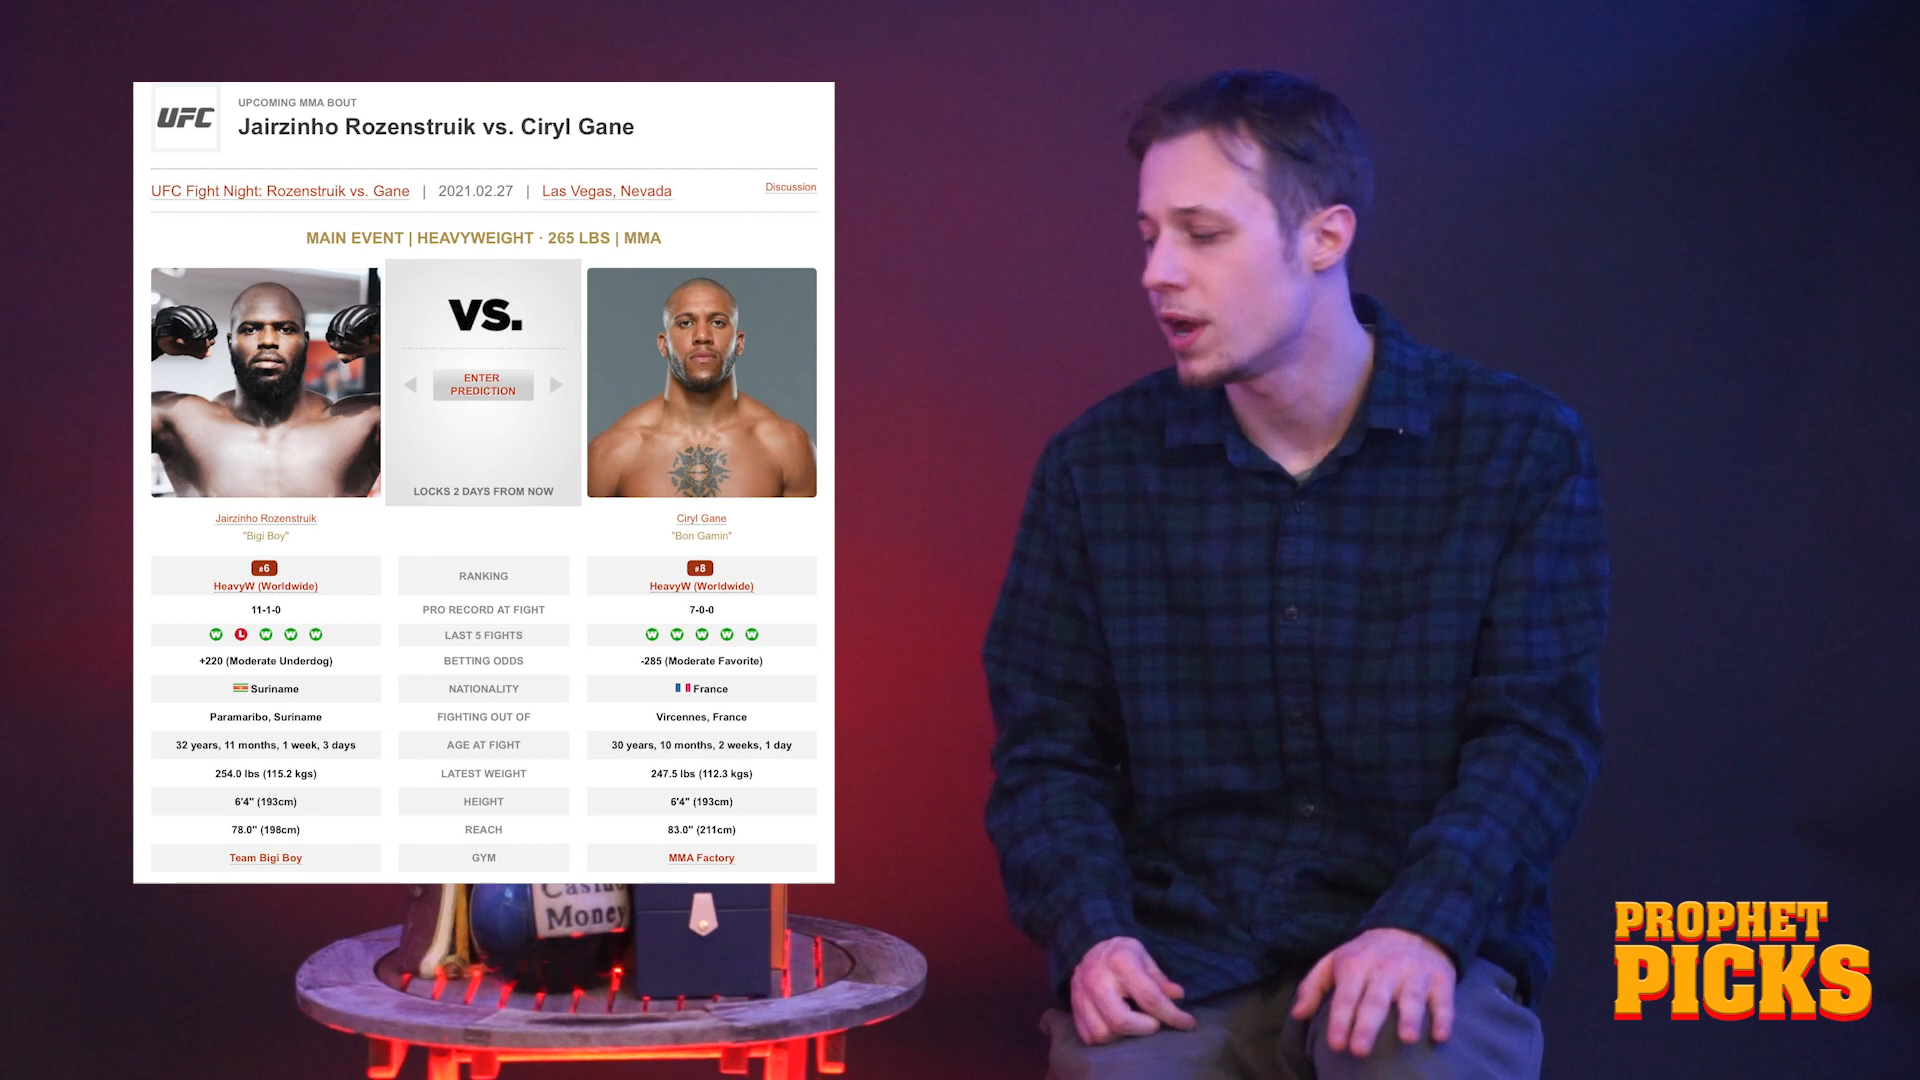 UFC
UPCOMING MMA BOUT
Jairzinho Rozenstruik vs. Ciryl Gane
UFC Fight Night: Rozenstruik vs. Gane | 2021.02.27 | Las Vegas, Nevada
Discussion
MAIN EVENT | HEAVYWEIGHT · 265 LBS | MMA
VS.
ENTER
PREDICTION
LOCKS 2 DAYS FROM NOW
Jairzinho Rozenstruik
Ciryl Gane
"Bigi Boy"
"Bon Gamin"
#6
#8
HeavyW (Worldwide)
RANKING
HeavyW (Worldwide)
11-1-0
PRO RECORD AT FIGHT
7-0-0
W L W W W
LAST 5 FIGHTS
W W W W W
+220 (Moderate Underdog)
BETTING ODDS
-285 (Moderate Favorite)
Suriname
NATIONALITY
France
Paramaribo, Suriname
FIGHTING OUT OF
Vircennes, France
32 years, 11 months, 1 week, 3 days
AGE AT FIGHT
30 years, 10 months, 2 weeks, 1 day
254.0 lbs (115.2 kgs)
LATEST WEIGHT
247.5 lbs (112.3 kgs)
6'4" (193cm)
HEIGHT
6'4" (193cm)
78.0" (198cm)
REACH
83.0" (211cm)
Team Bigi Boy
GYM
MMA Factory
Casino
Money
PROPHET
PICKS